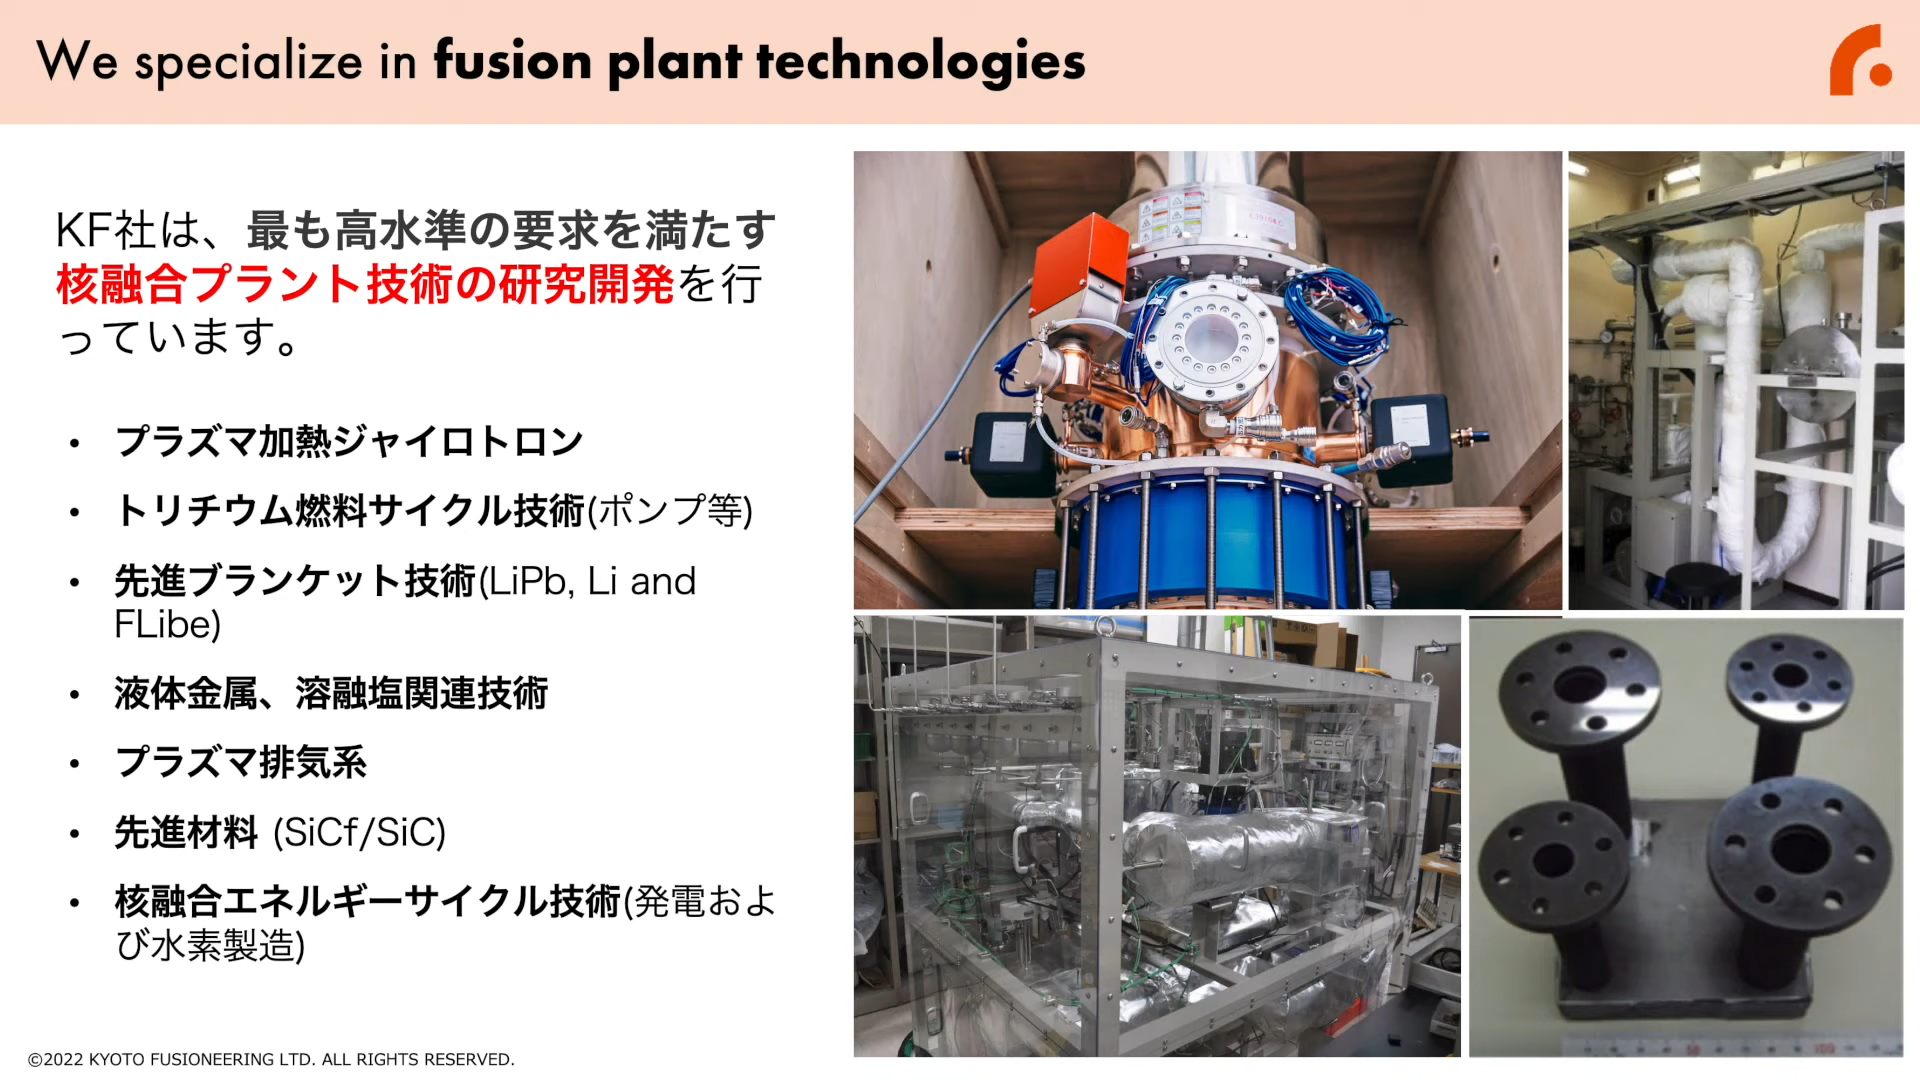 We specialize in fusion plant technologies
KF社は、最も高水準の要求を満たす
核融合プラント技術の研究開発を行
っています。
• プラズマ加熱ジャイロトロン
• トリチウム燃料サイクル技術(ポンプ等)
• 先進ブランケット技術(LiPb, Li and
FLibe)
• 液体金属、溶融塩関連技術
• プラズマ排気系
• 先進材料 (SiCf/SiC)
• 核融合エネルギーサイクル技術(発電およ
び水素製造)
©2022 KYOTO FUSIONEERING LTD. ALL RIGHTS RESERVED.